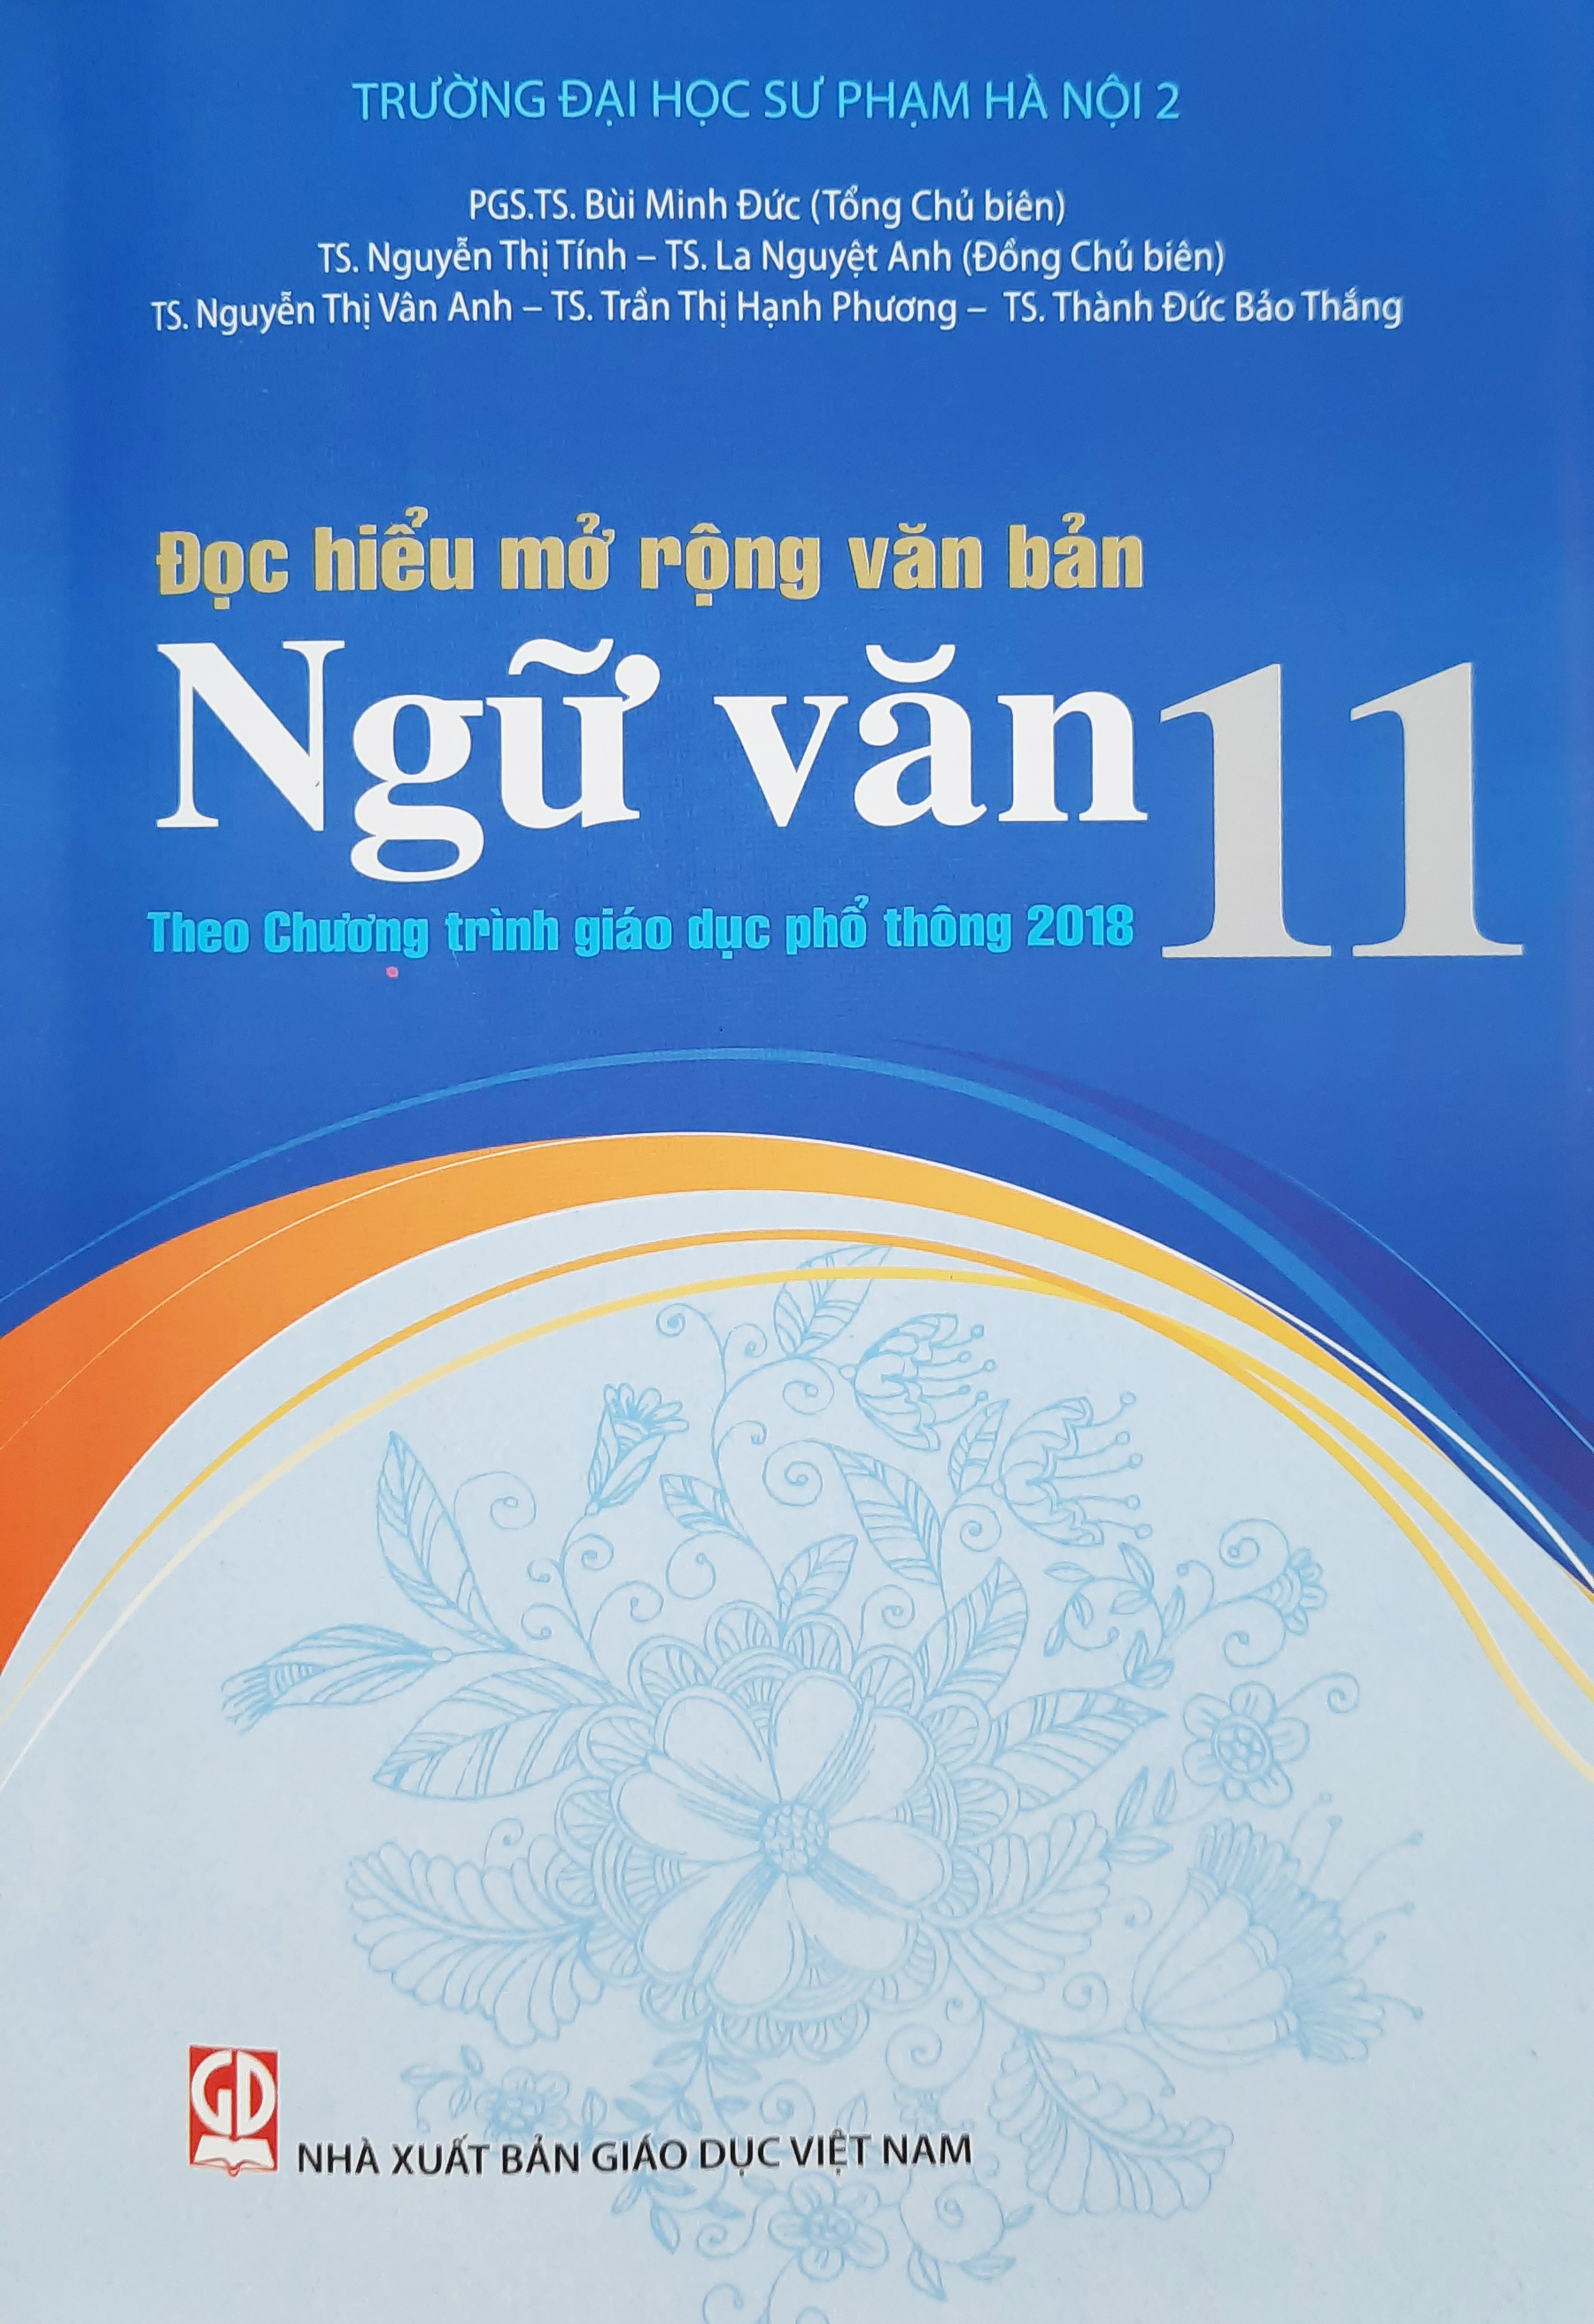 TRƯỜNG ĐẠI HỌC SƯ PHẠM HÀ NỘI 2
PGS.TS. Bùi Minh Đức (Tổng Chủ biên)
TS. Nguyễn Thị Tính – TS. La Nguyệt Anh (Đồng Chủ biên)
TS. Nguyễn Thị Vân Anh – TS. Trần Thị Hạnh Phương – TS. Thành Đức Bảo Thắng
Đọc hiểu mở rộng văn bản
Ngữ văn 11
Theo Chương trình giáo dục phổ thông 2018
GD
NHÀ XUẤT BẢN GIÁO DỤC VIỆT NAM